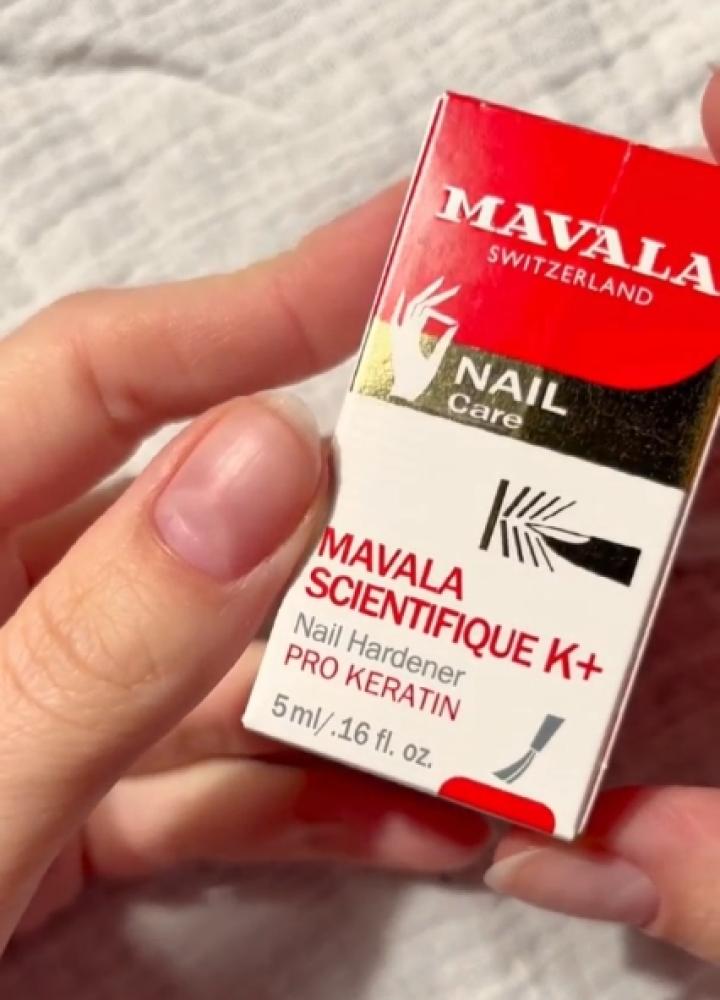 MAVALA
SWITZERLAND
NAIL
Care
MAVALA
SCIENTIFIQUE K+
Nail Hardener
PRO KERATIN
5 ml/.16 fl. oz.